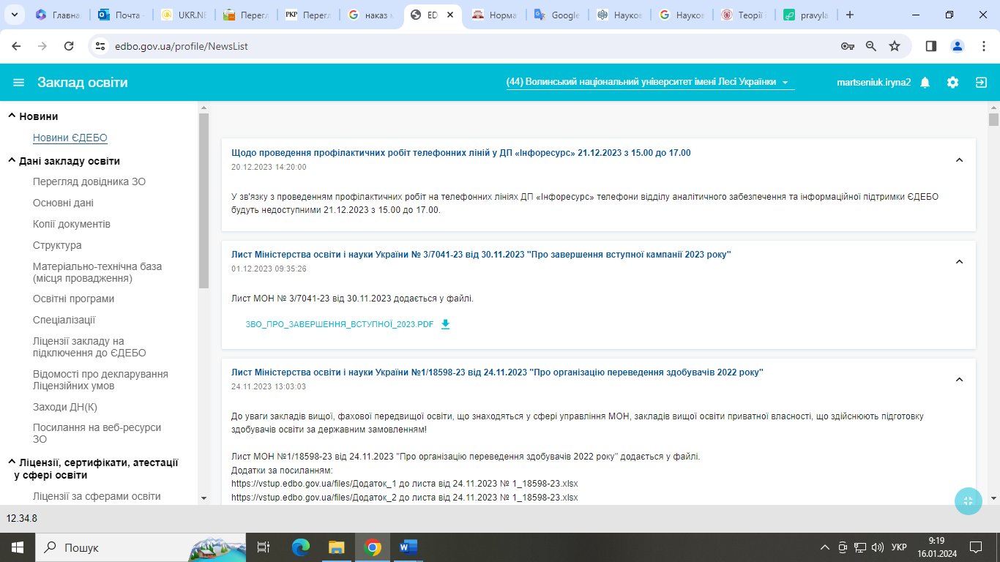 Главна
Почта
UKR.NE
Перегл
PKP Перегл
наказ м
ED
Норма
Google
Науков
Науков
Теорії
pravyla
edbo.gov.ua/profile/NewsList
Заклад освіти
(44) Волинський національний університет імені Лесі Українки
martseniuk.iryna2
Новини
Новини ЄДЕБО
Дані закладу освіти
Перегляд довідника ЗО
Основні дані
Копії документів
Структура
Матеріально-технічна база
(місця провадження)
Освітні програми
Спеціалізації
Ліцензії закладу на
підключення до ЄДЕБО
Відомості про декларування
Ліцензійних умов
Заходи ДН(К)
Посилання на веб-ресурси
ЗО
Ліцензії, сертифікати, атестації
у сфері освіти
Ліцензії за сферами освіти
Щодо проведення профілактичних робіт телефонних ліній у ДП «Інфоресурс» 21.12.2023 з 15.00 до 17.00
20.12.2023 14:20:00
У зв'язку з проведенням профілактичних робіт на телефонних лініях ДП «Інфоресурс» телефони відділу аналітичного забезпечення та інформаційної підтримки ЄДЕБО
будуть недоступними 21.12.2023 з 15.00 до 17.00.
Лист Міністерства освіти і науки України № 3/7041-23 від 30.11.2023 "Про завершення вступної кампанії 2023 року"
01.12.2023 09:35:26
Лист МОН № 3/7041-23 від 30.11.2023 додається у файлі.
ЗВО_ПРО_ЗАВЕРШЕННЯ_ВСТУПНОЇ_2023.PDF
Лист Міністерства освіти і науки України №1/18598-23 від 24.11.2023 "Про організацію переведення здобувачів 2022 року"
24.11.2023 13:03:03
До уваги закладів вищої, фахової передвищої освіти, що знаходяться у сфері управління МОН, закладів вищої освіти приватної власності, що здійснюють підготовку
здобувачів освіти за державним замовленням!
Лист МОН №1/18598-23 від 24.11.2023 "Про організацію переведення здобувачів 2022 року" додається у файлі.
Додатки за посиланням:
https://vstup.edbo.gov.ua/files/Додаток_1 до листа від 24.11.2023 № 1_18598-23.xlsx
https://vstup.edbo.gov.ua/files/Додаток_2 до листа від 24.11.2023 № 1_18598-23.xlsx
12.34.8
Пошук
УКР
9:19
16.01.2024